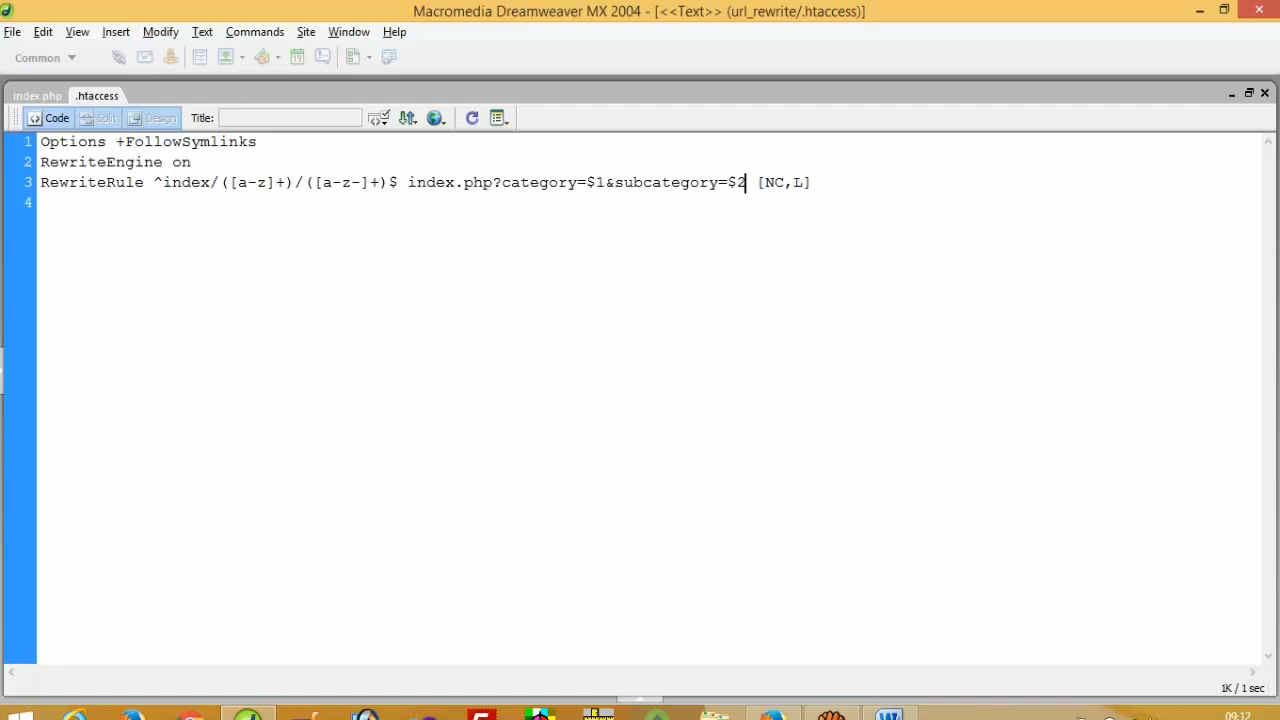 Macromedia Dreamweaver MX 2004 - [<<Text>> (url_rewrite/.htaccess)]
File Edit View Insert Modify Text Commands Site Window Help
Common
index.php .htaccess
Code Split Design Title:
1 Options +FollowSymlinks
2 RewriteEngine on
3 RewriteRule ^index/([a-z]+)/([a-z-]+)$ index.php?category=$1&subcategory=$2 [NC,L]
4
1K / 1 sec
09:12